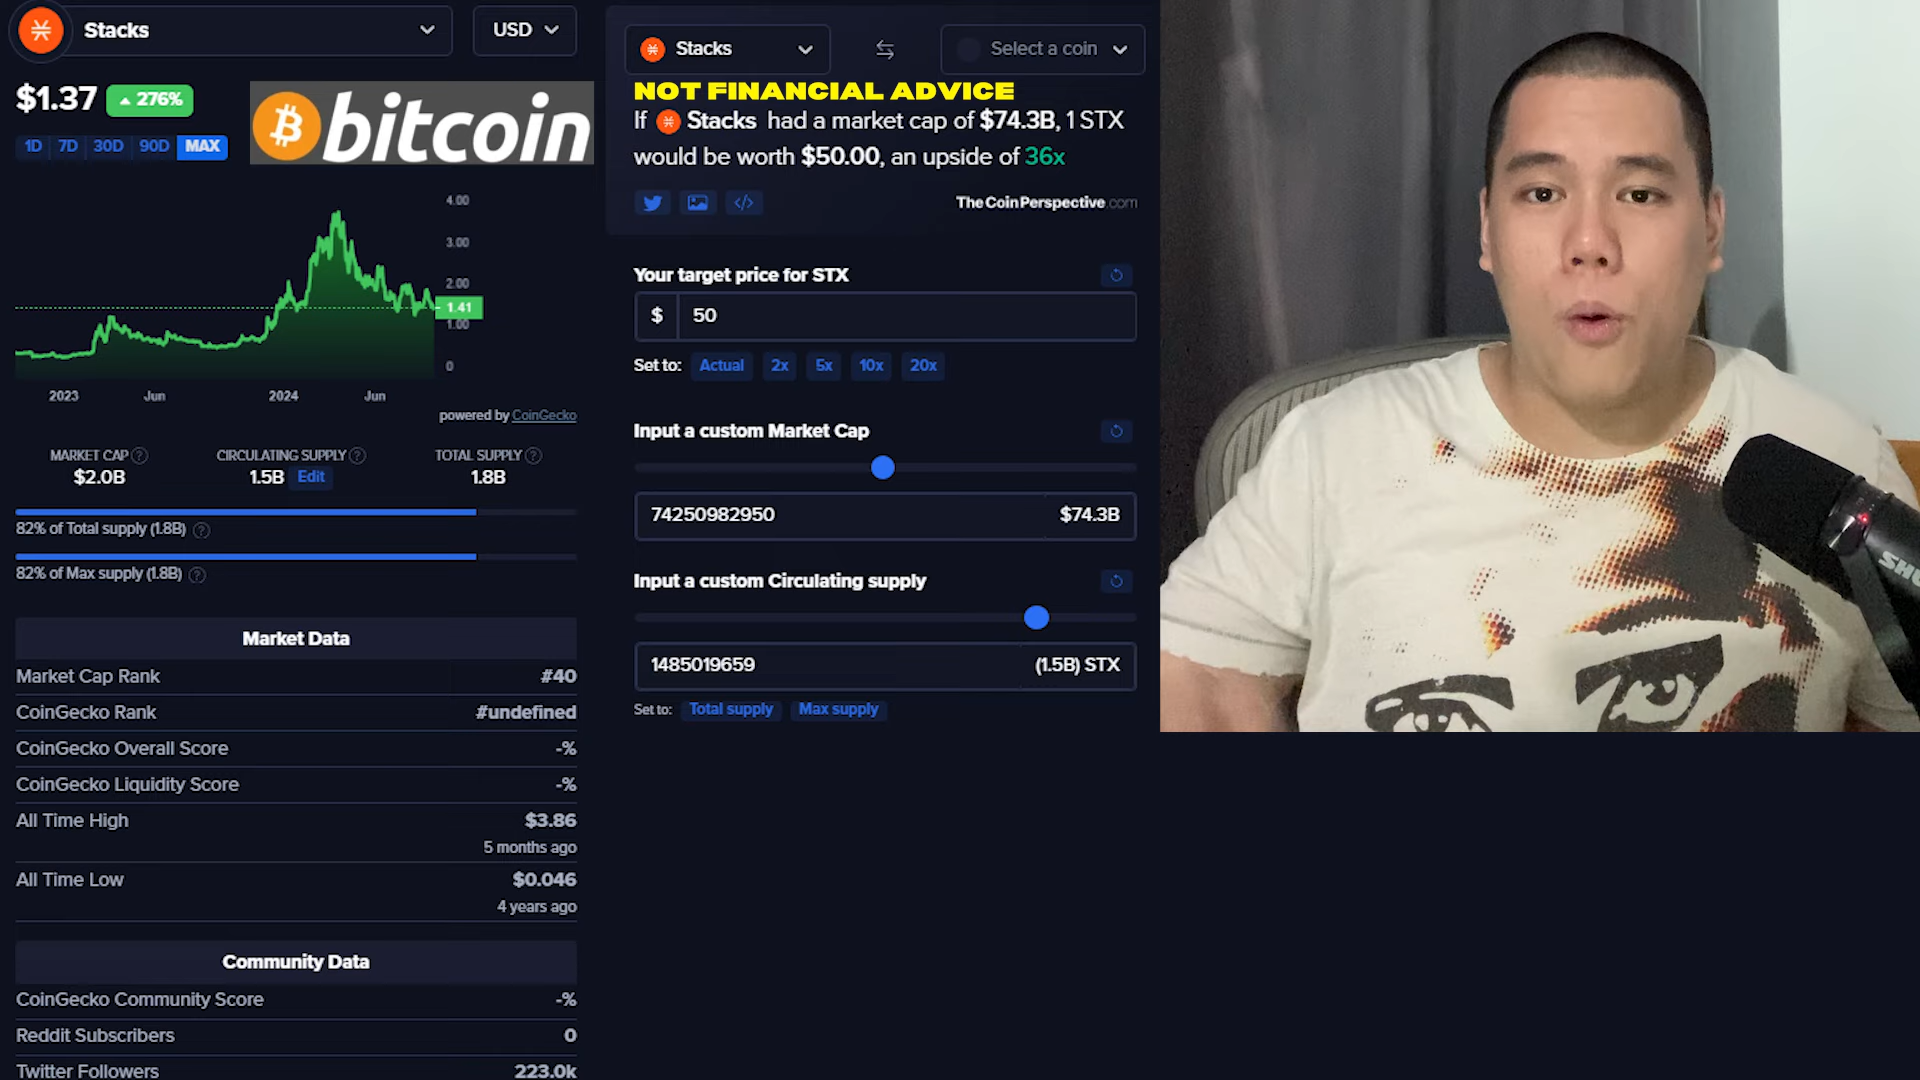 Stacks
USD
$1.37
276%
bitcoin
1D 7D 30D 90D MAX
4.00
3.00
2.00
1.41
1.00
0
2023 Jun 2024 Jun
powered by CoinGecko
MARKET CAP CIRCULATING SUPPLY TOTAL SUPPLY
$2.0B 1.5B Edit 1.8B
82% of Total supply (1.8B)
82% of Max supply (1.8B)
Market Data
Market Cap Rank #40
CoinGecko Rank #undefined
CoinGecko Overall Score -%
CoinGecko Liquidity Score -%
All Time High $3.86
5 months ago
All Time Low $0.046
4 years ago
Community Data
CoinGecko Community Score -%
Reddit Subscribers 0
Twitter Followers 223.0k
Stacks
Select a coin
NOT FINANCIAL ADVICE
If Stacks had a market cap of $74.3B, 1 STX
would be worth $50.00, an upside of 36x
TheCoinPerspective.com
Your target price for STX
$ 50
Set to: Actual 2x 5x 10x 20x
Input a custom Market Cap
74250982950 $74.3B
Input a custom Circulating supply
1485019659 (1.5B) STX
Set to: Total supply Max supply